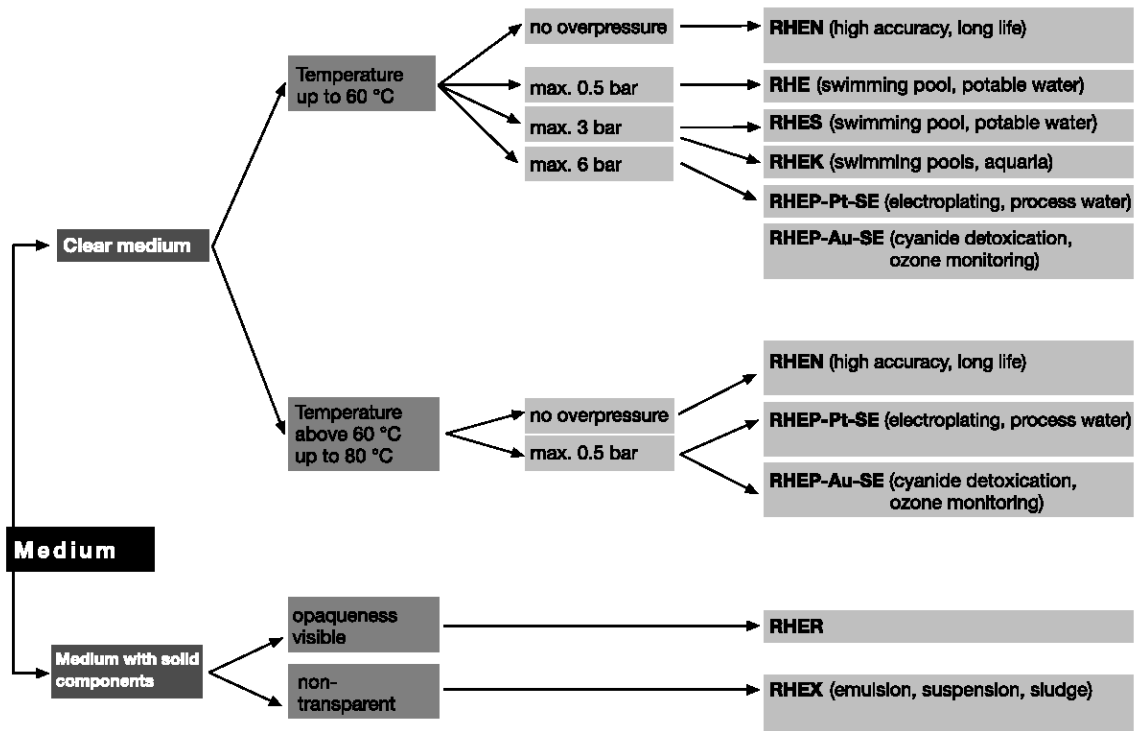 no overpressure
RHEN (high accuracy, long life)
Temperature
up to 60 °C
max. 0.5 bar
RHE (swimming pool, potable water)
max. 3 bar
RHES (swimming pool, potable water)
max. 6 bar
RHEK (swimming pools, aquaria)
RHEP-Pt-SE (electroplating, process water)
Clear medium
RHEP-Au-SE (cyanide detoxication,
ozone monitoring)
RHEN (high accuracy, long life)
Temperature
above 60 °C
up to 80 °C
no overpressure
max. 0.5 bar
RHEP-Pt-SE (electroplating, process water)
RHEP-Au-SE (cyanide detoxication,
ozone monitoring)
Medium
opaqueness
visible
RHER
Medium with solid
components
non-
transparent
RHEX (emulsion, suspension, sludge)